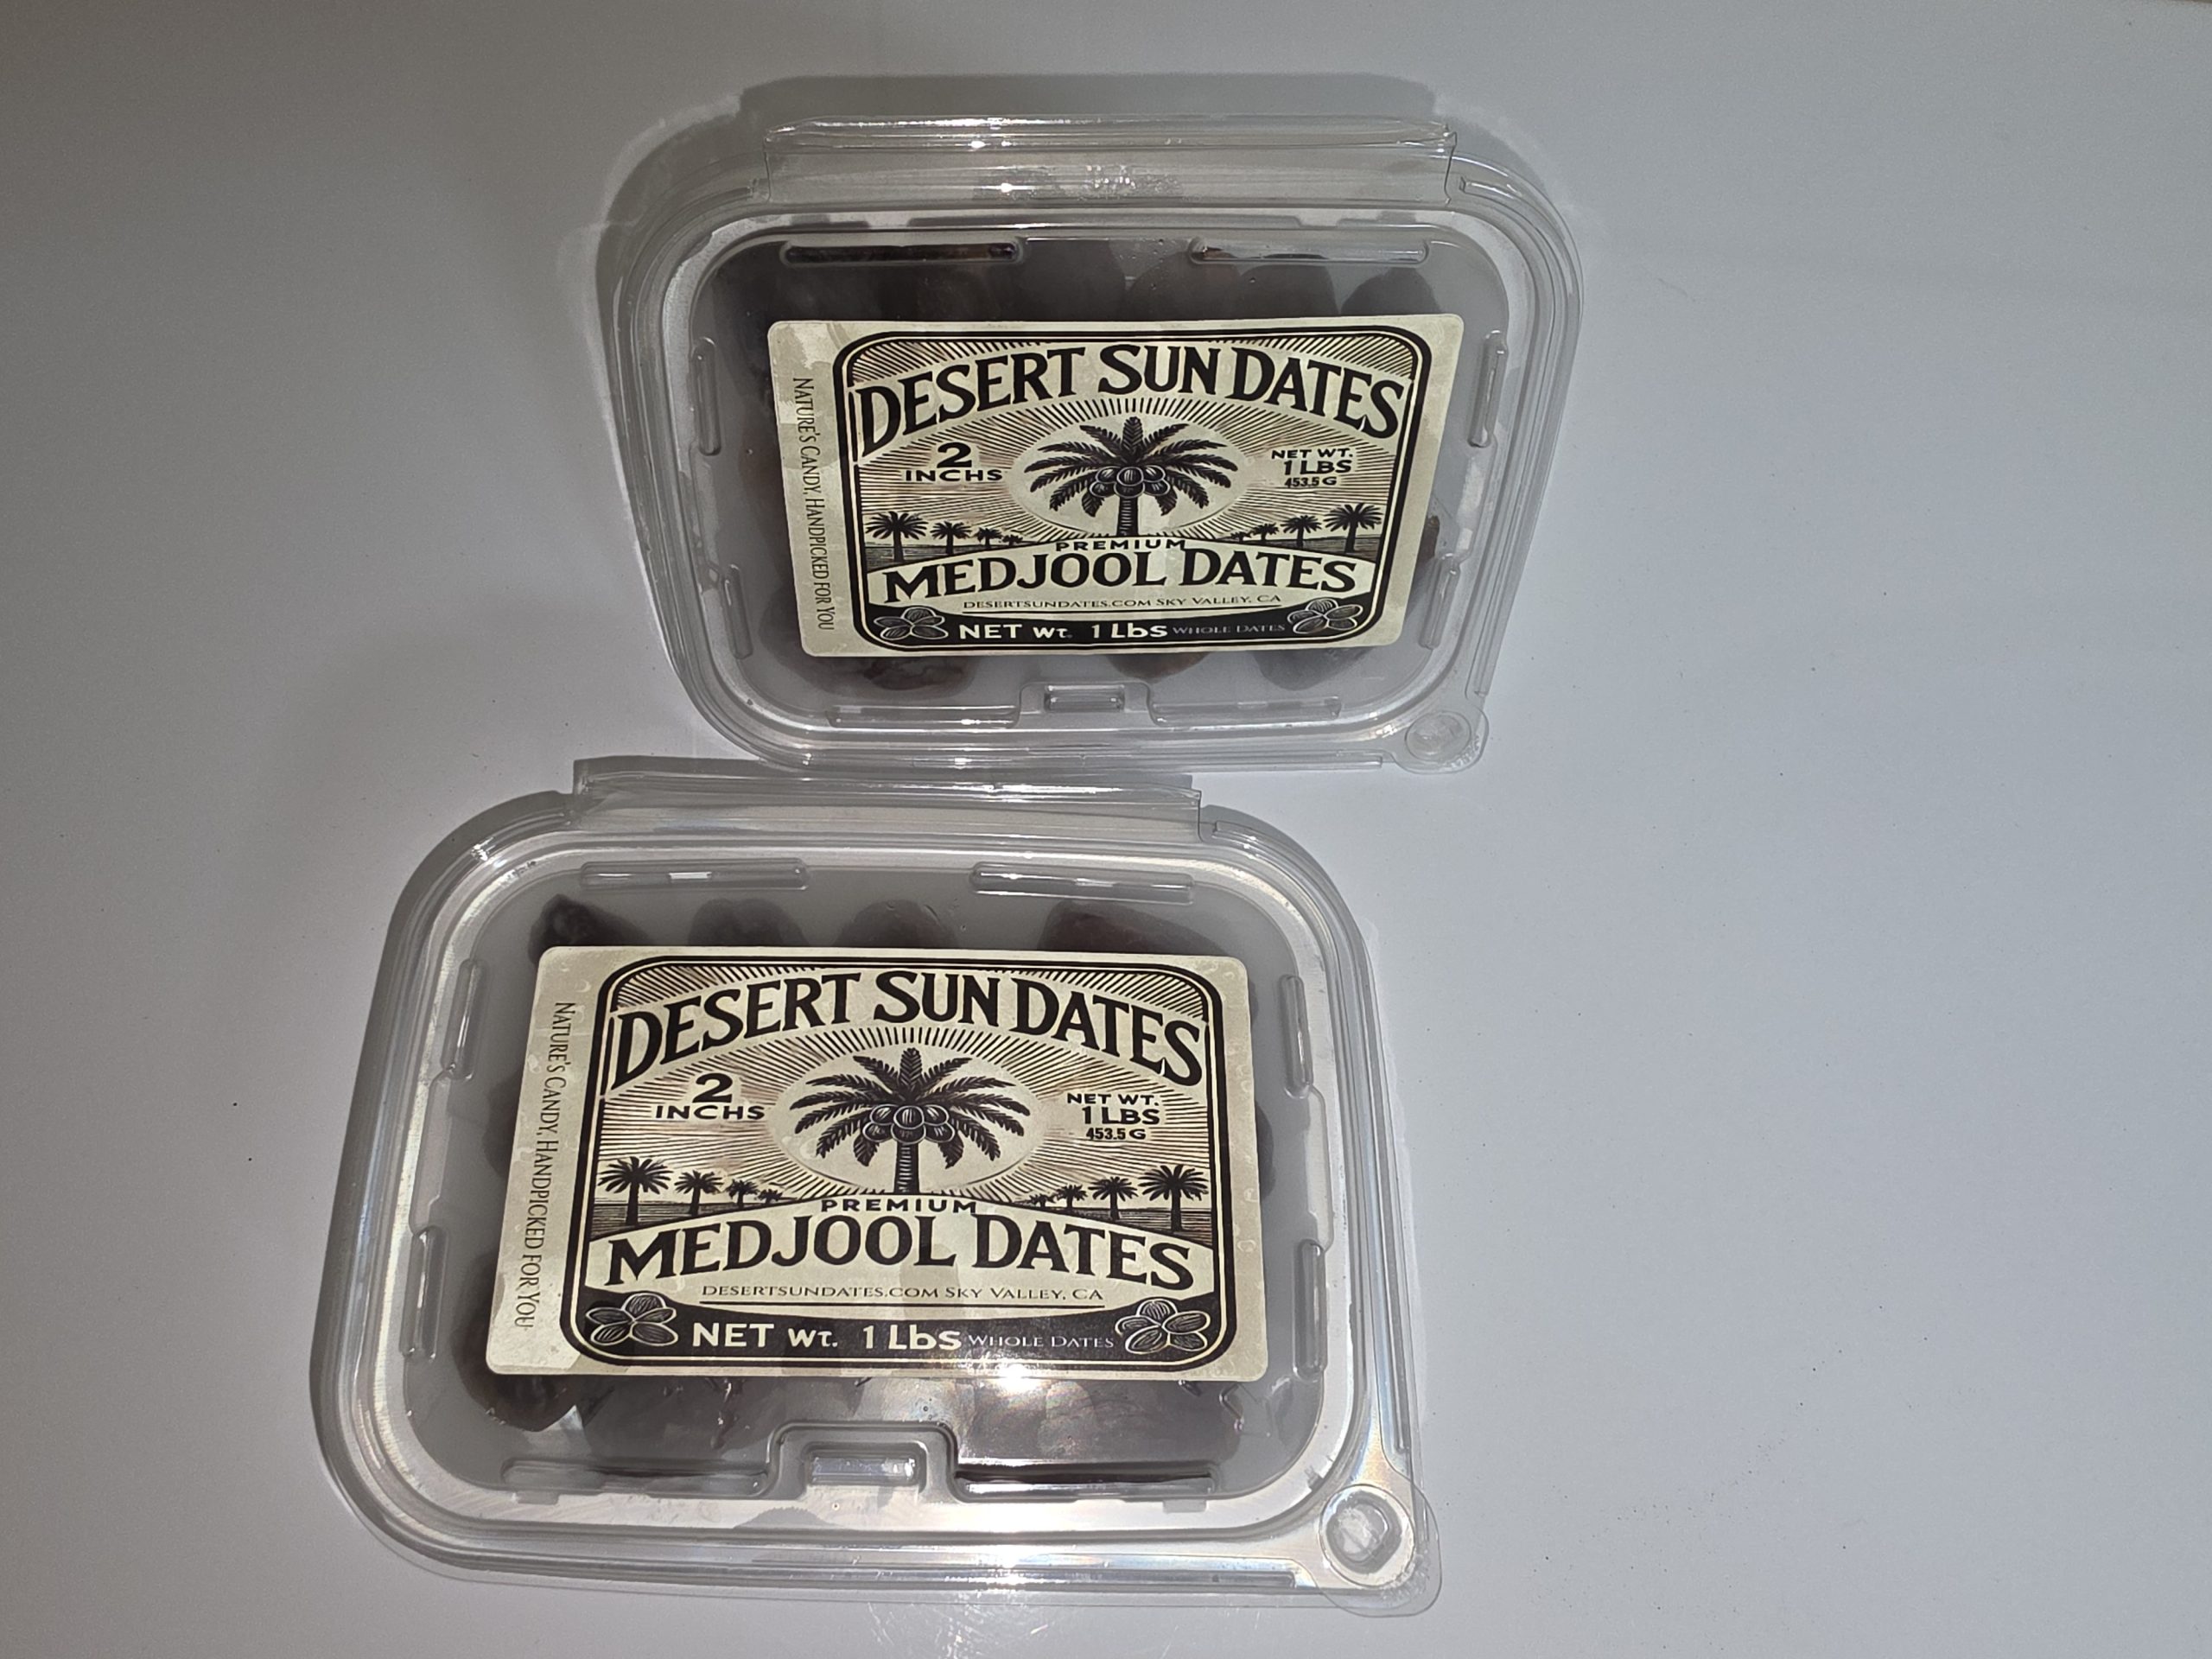 DESERT SUN DATES
2
INCHS
NET WT.
1 LBS
453.5 G
PREMIUM
MEDJOOL DATES
DESERTSUNDATES.COM SKY VALLEY, CA
NET Wt. 1 Lbs WHOLE DATES
NATURE'S CANDY, HANDPICKED FOR YOU
DESERT SUN DATES
2
INCHS
NET WT.
1 LBS
453.5 G
PREMIUM
MEDJOOL DATES
DESERTSUNDATES.COM SKY VALLEY, CA
NET Wt. 1 Lbs WHOLE DATES
NATURE'S CANDY, HANDPICKED FOR YOU